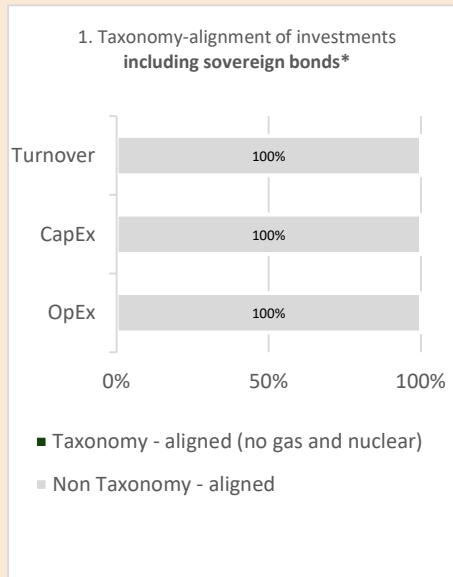 1. Taxonomy-alignment of investments
including sovereign bonds*
Turnover
100%
CapEx
100%
OpEx
100%
0% 50% 100%
Taxonomy - aligned (no gas and nuclear)
Non Taxonomy - aligned